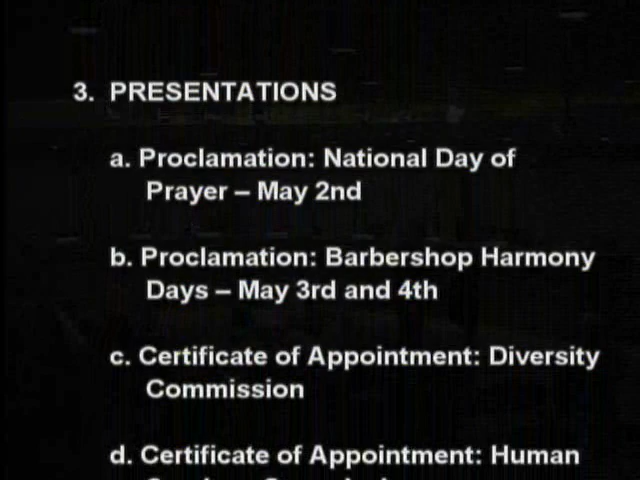 3. PRESENTATIONS
a. Proclamation: National Day of
Prayer – May 2nd
b. Proclamation: Barbershop Harmony
Days – May 3rd and 4th
c. Certificate of Appointment: Diversity
Commission
d. Certificate of Appointment: Human